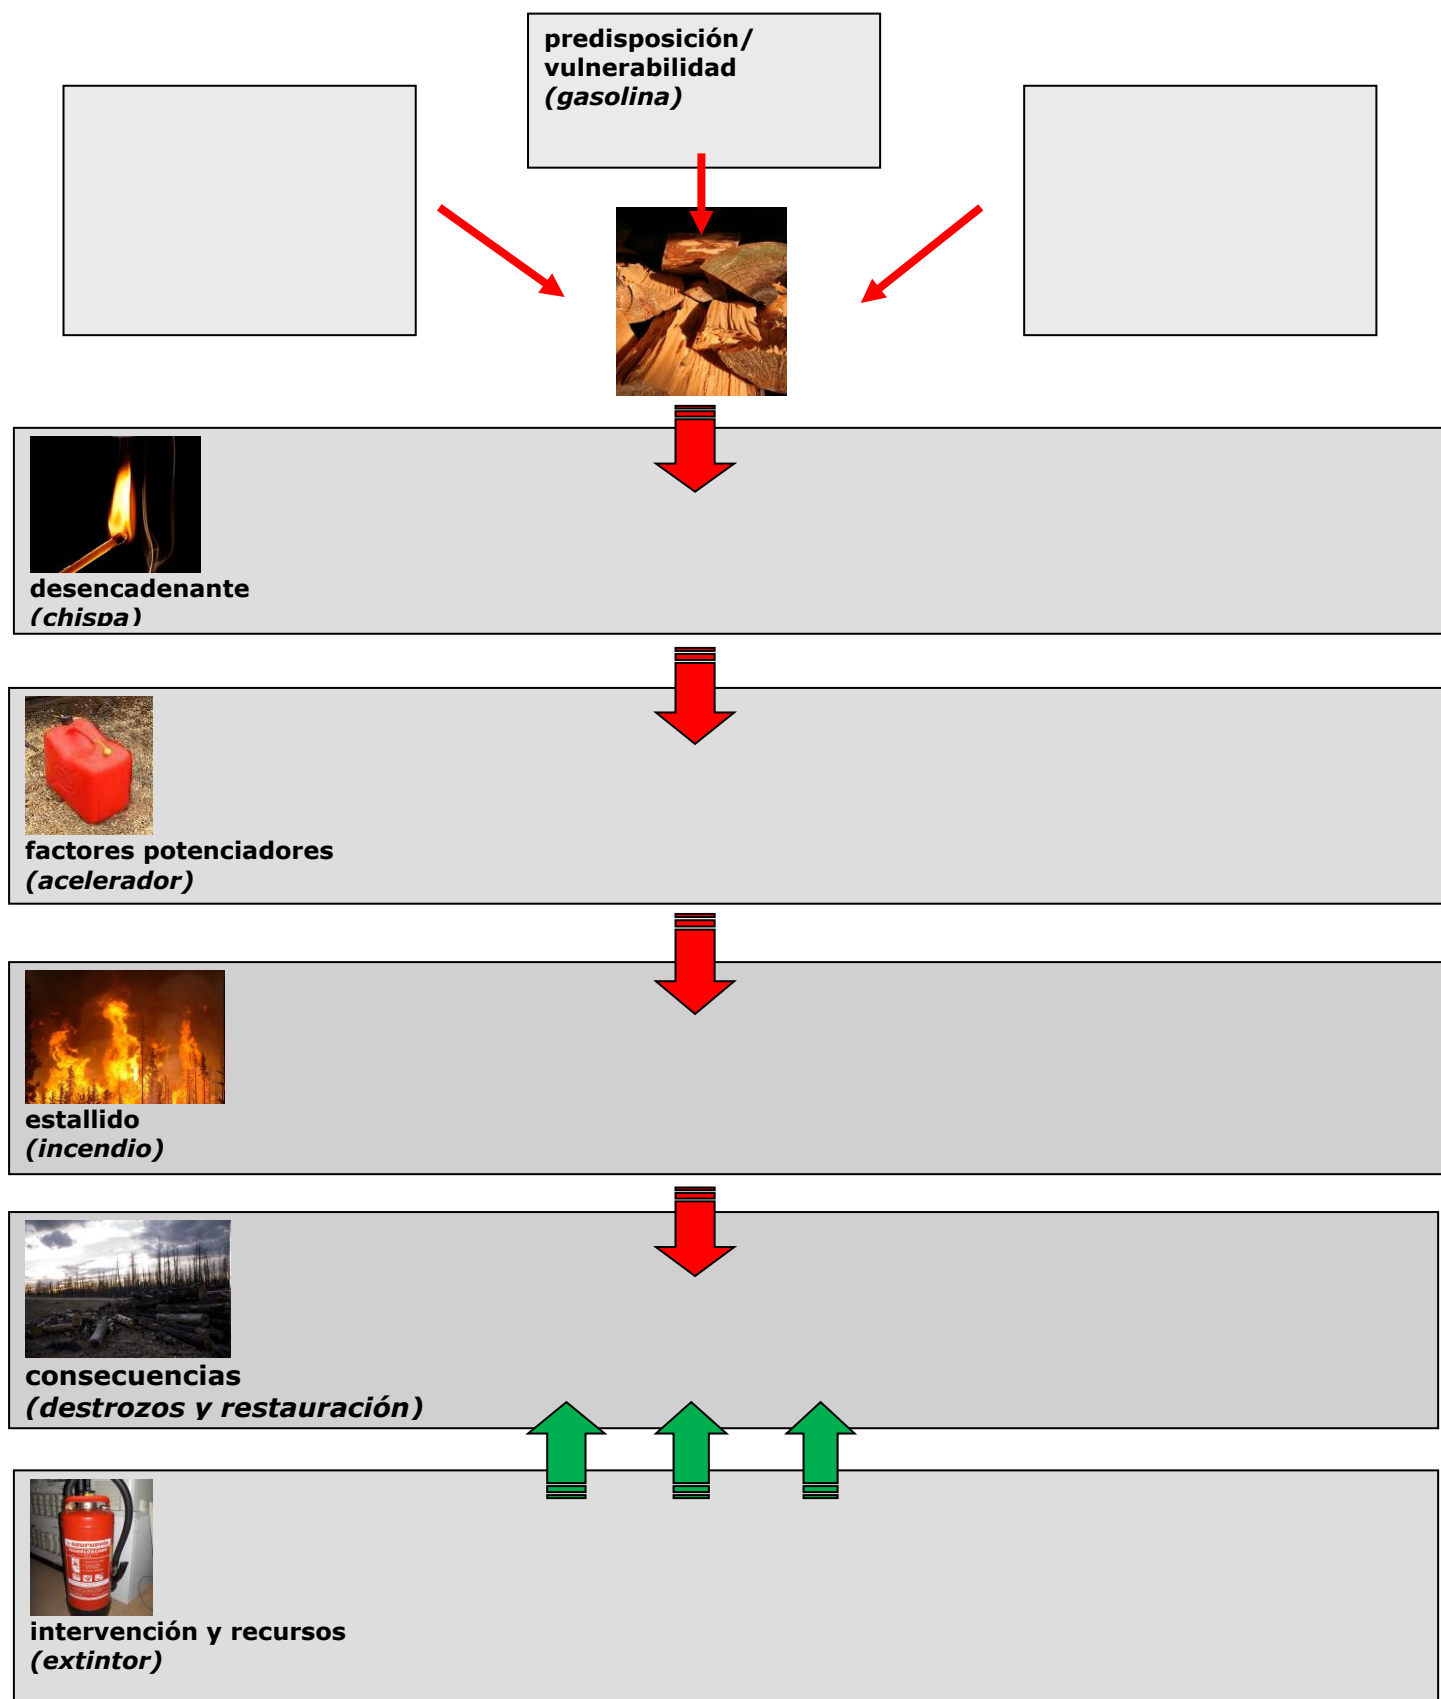 predisposición/
vulnerabilidad
(gasolina)
desencadenante
(chispa)
factores potenciadores
(acelerador)
estallido
(incendio)
consecuencias
(destrozos y restauración)
intervención y recursos
(extintor)